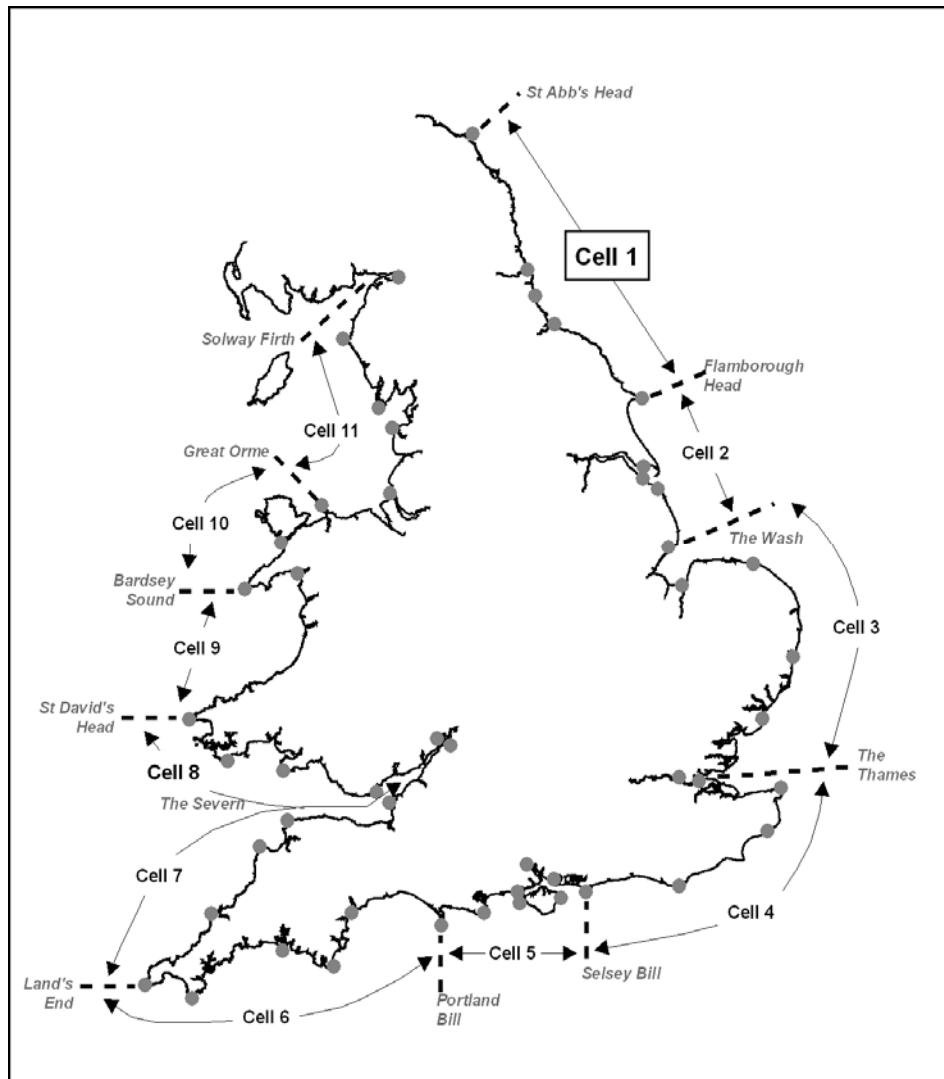 St Abb's Head
Cell 1
Solway Firth
Flamborough
Head
Cell 11
Great Orme
Cell 2
Cell 10
The Wash
Bardsey
Sound
Cell 3
Cell 9
St David's
Head
Cell 8
The
Thames
The Severn
Cell 7
Cell 4
Cell 5
Selsey Bill
Land's
End
Portland
Bill
Cell 6